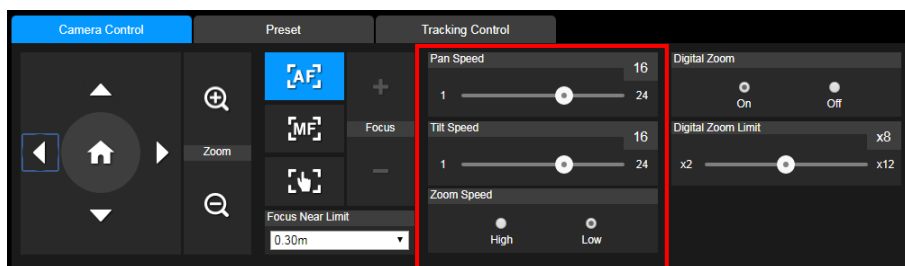 Camera Control
Preset
Tracking Control
AF
MF
Zoom
Focus
Focus Near Limit
0.30m
Pan Speed
16
1
24
Tilt Speed
16
1
24
Zoom Speed
High
Low
Digital Zoom
On
Off
Digital Zoom Limit
x8
x2
x12